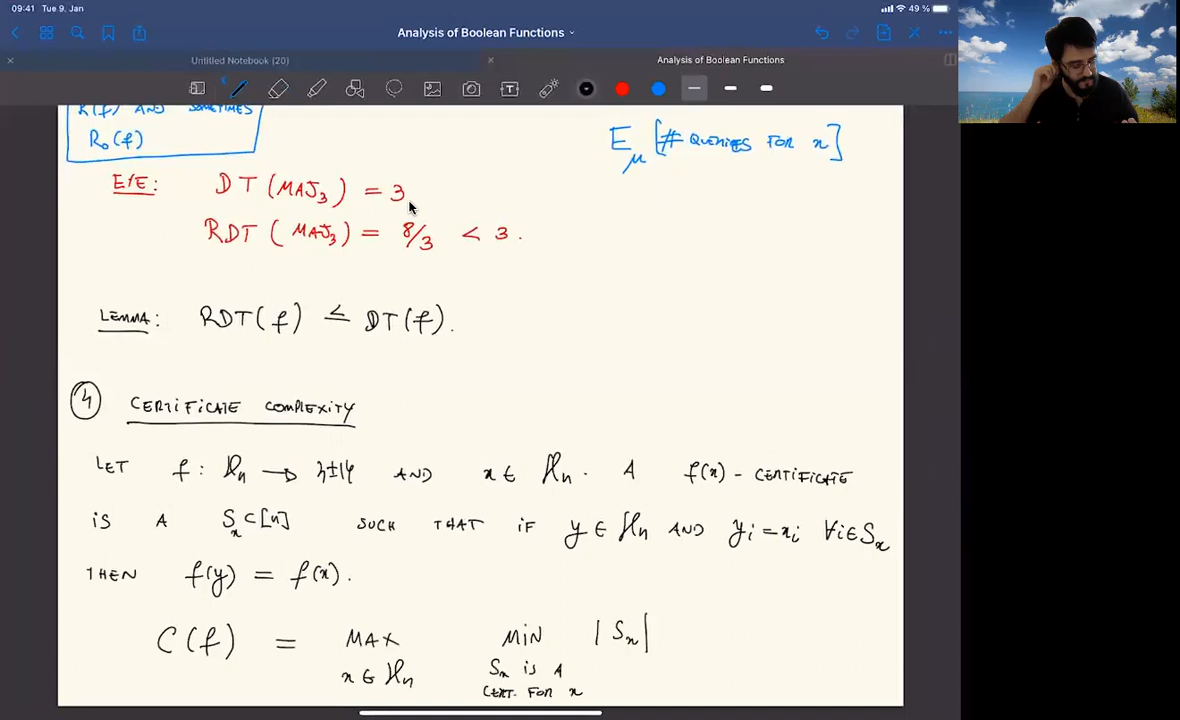 09:41 Tue 9. Jan
49 %
Analysis of Boolean Functions
Untitled Notebook (20)
Analysis of Boolean Functions
R(f) AND SOMETIMES
R₀(f)
E_μ [# QUERIES FOR x]
E/E: DT (MAJ₃) = 3
RDT (MAJ₃) = 8/3 < 3.
LEMMA: RDT(f) ≤ DT(f).
4 CERTIFICATE COMPLEXITY
LET f: ℋₙ → {±1} AND x ∈ ℋₙ. A f(x) - CERTIFICATE
IS A Sₓ ⊂ [n] SUCH THAT IF y ∈ ℋₙ AND yᵢ = xᵢ ∀i∈Sₓ
THEN f(y) = f(x).
C(f) = MAX MIN |Sₓ|
x ∈ ℋₙ Sₓ IS A
CERT. FOR x